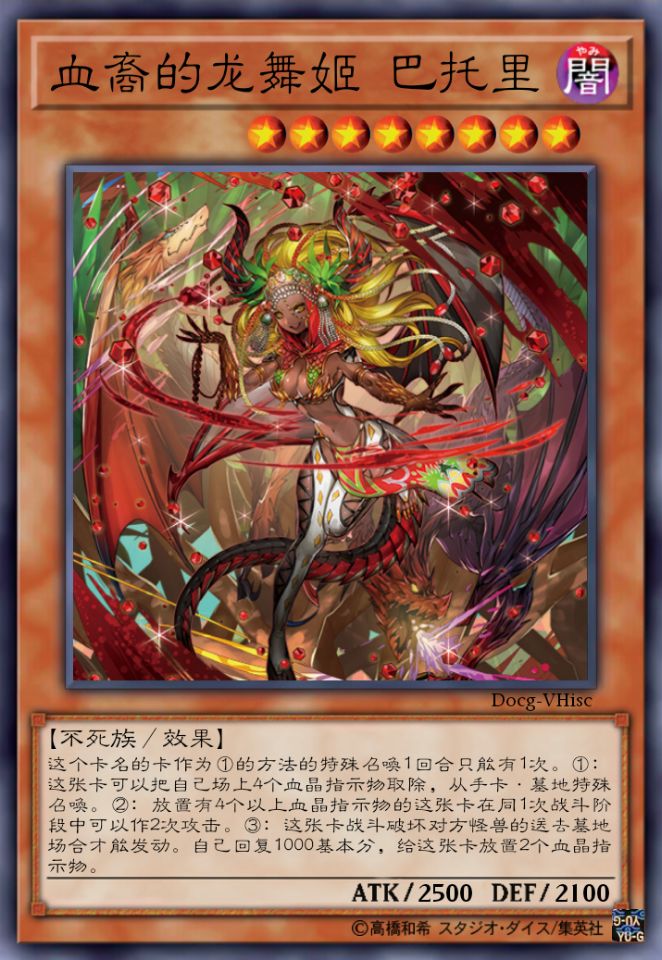 血裔的龙舞姬 巴托里
やみ
闇
Docg-VHisc
【不死族／效果】
这个卡名的卡作为①的方法的特殊召唤1回合只能有1次。①：
这张卡可以把自己场上4个血晶指示物取除，从手卡·墓地特殊
召唤。②：放置有4个以上血晶指示物的这张卡在同1次战斗阶
段中可以作2次攻击。③：这张卡战斗破坏对方怪兽的送去墓地
场合才能发动。自己回复1000基本分，给这张卡放置2个血晶指
示物。
ATK/2500 DEF/2100
©高橋和希 スタジオ·ダイス/集英社
YU-G